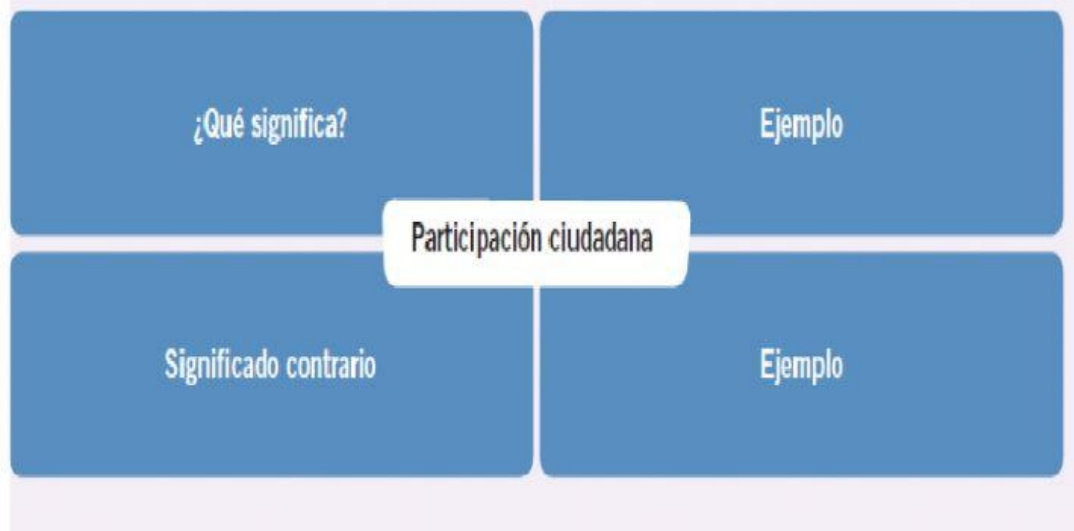 ¿Qué significa?
Ejemplo
Participación ciudadana
Significado contrario
Ejemplo